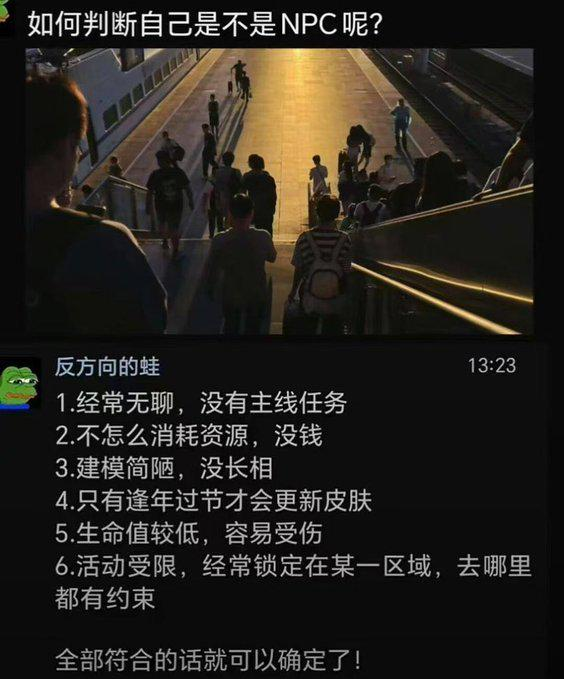 如何判断自己是不是NPC呢?
反方向的蛙
13:23
1.经常无聊，没有主线任务
2.不怎么消耗资源，没钱
3.建模简陋，没长相
4.只有逢年过节才会更新皮肤
5.生命值较低，容易受伤
6.活动受限，经常锁定在某一区域，去哪里
都有约束
全部符合的话就可以确定了!